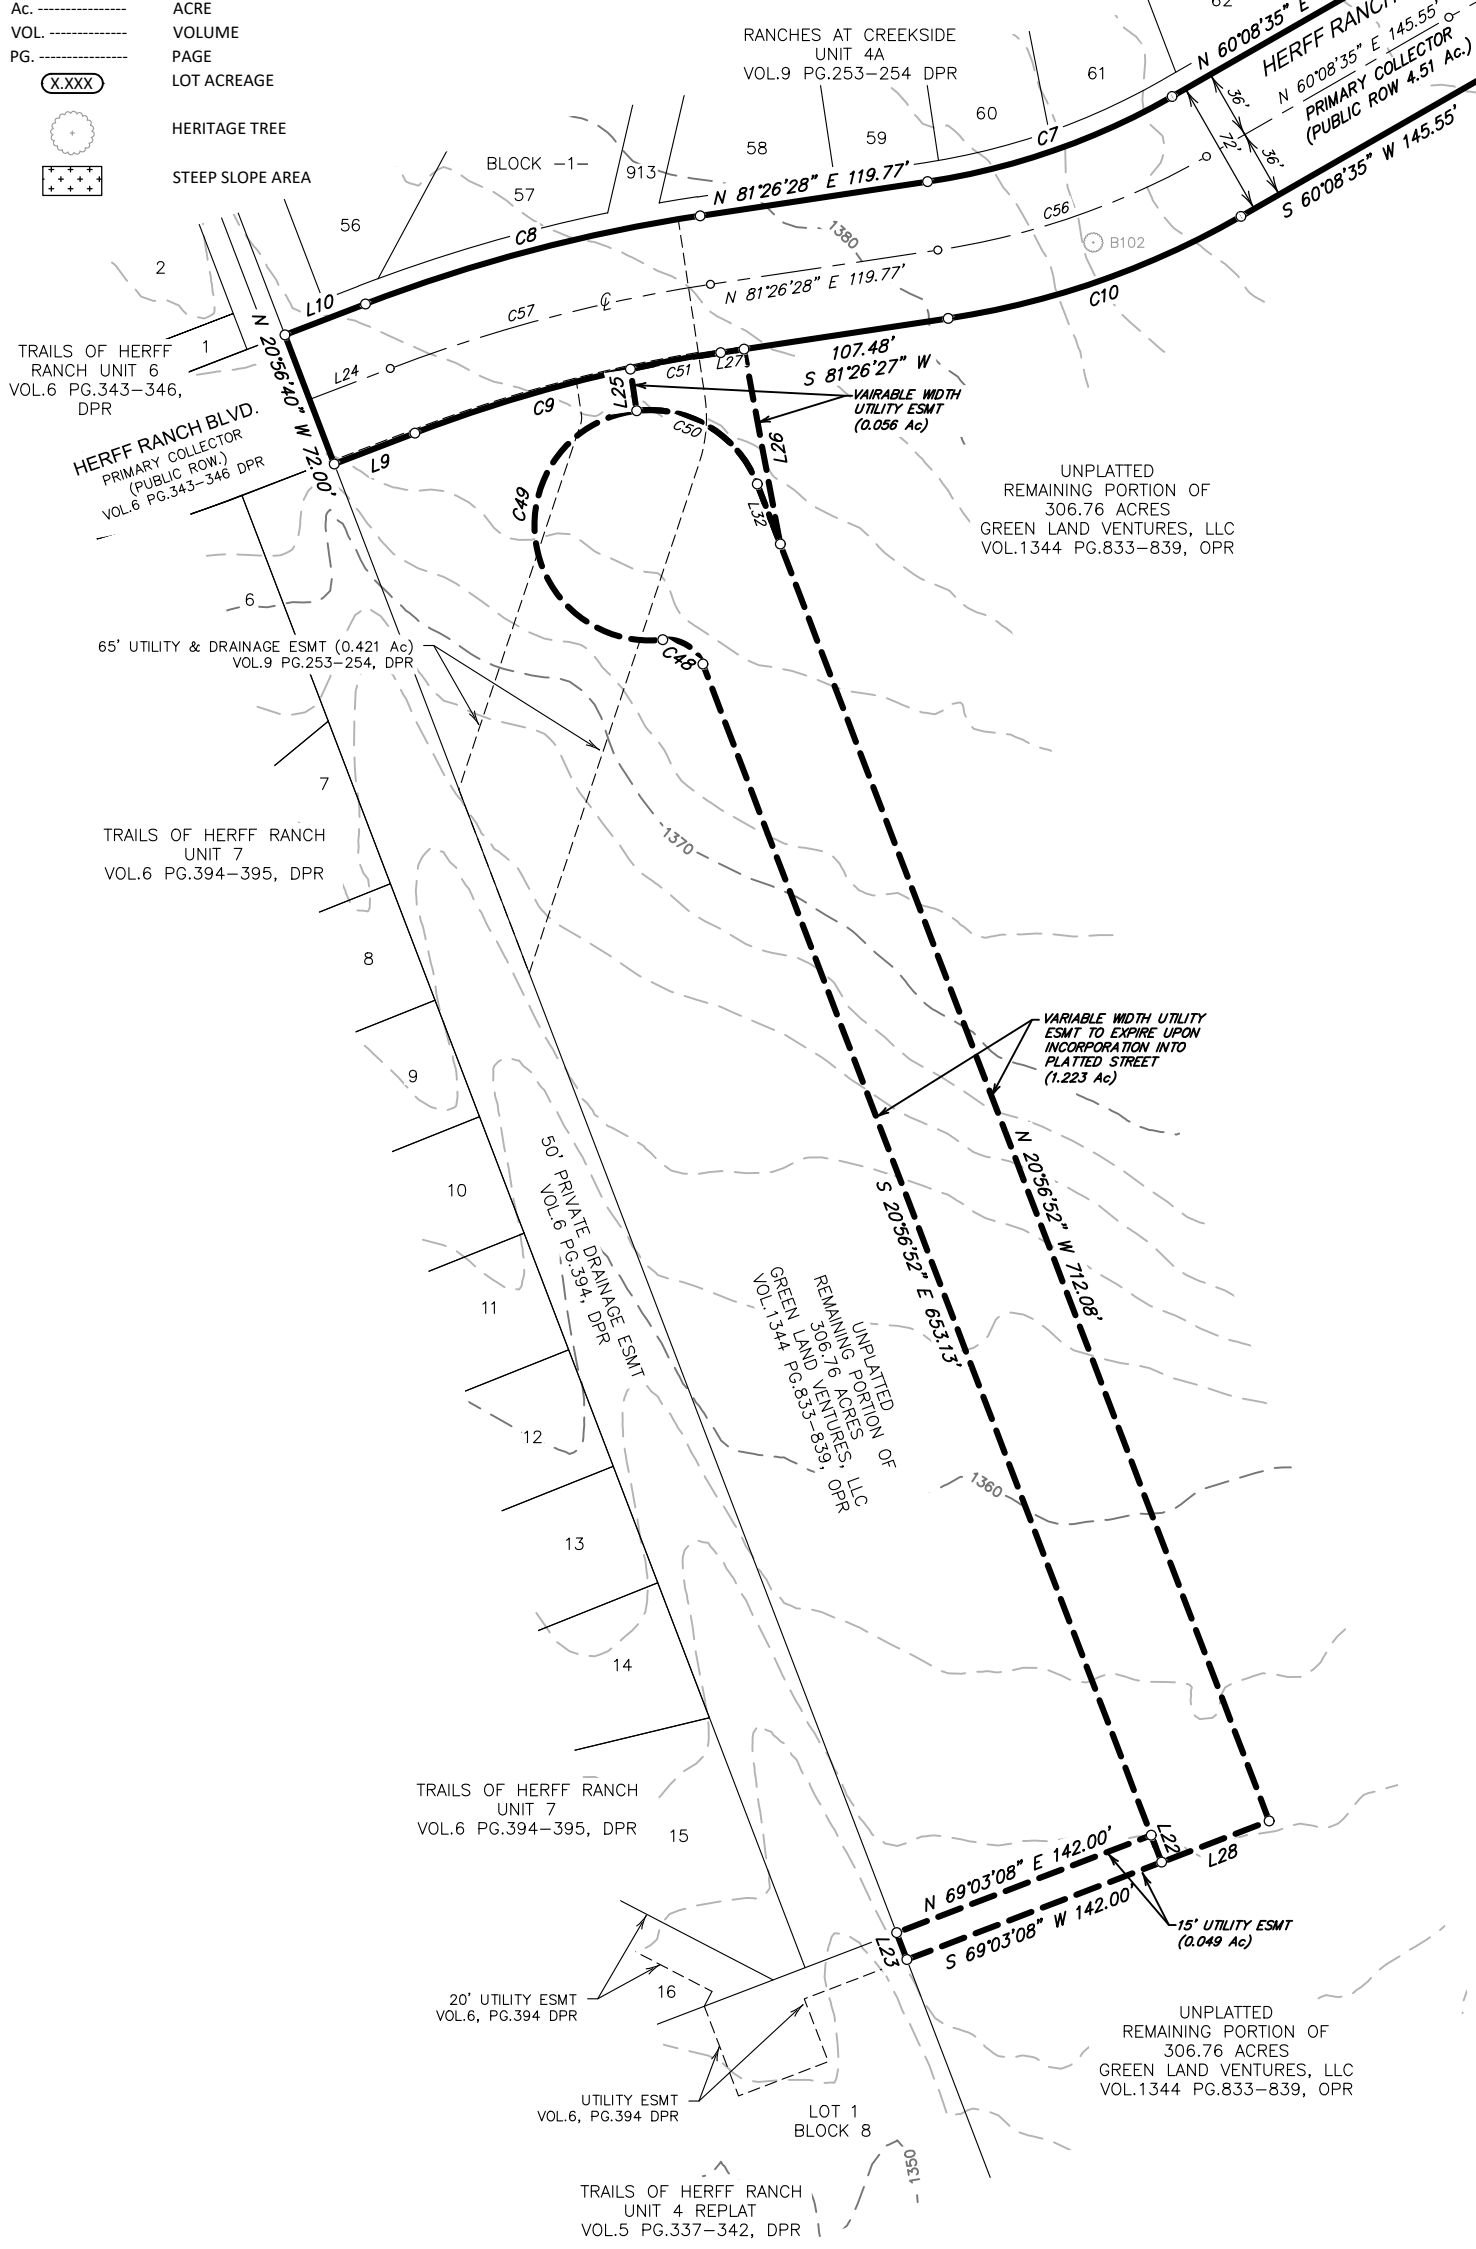 Ac. ---------------- ACRE
VOL. -------------- VOLUME
PG. ---------------- PAGE
X.XXX LOT ACREAGE
HERITAGE TREE
STEEP SLOPE AREA
RANCHES AT CREEKSIDE
UNIT 4A
VOL.9 PG.253-254 DPR
62
N 60°08'35" E
HERFF RANCH
N 60°08'35" E 145.55'
PRIMARY COLLECTOR
(PUBLIC ROW 4.51 Ac.)
S 60°08'35" W 145.55'
36'
72'
36'
61
60
59
58
C7
BLOCK -1-
57
913
56
N 81°26'28" E 119.77'
C8
C56
1380
B102
N 81°26'28" E 119.77'
C10
2
1
L10
C57
℄
TRAILS OF HERFF
RANCH UNIT 6
VOL.6 PG.343-346,
DPR
N 20°56'40" W 72.00'
L24
L25
C51
L27
107.48'
S 81°26'27" W
VAIRABLE WIDTH
UTILITY ESMT
(0.056 Ac)
HERFF RANCH BLVD.
PRIMARY COLLECTOR
(PUBLIC ROW.)
VOL.6 PG.343-346 DPR
L9
C9
C50
L26
C49
L32
UNPLATTED
REMAINING PORTION OF
306.76 ACRES
GREEN LAND VENTURES, LLC
VOL.1344 PG.833-839, OPR
6
65' UTILITY & DRAINAGE ESMT (0.421 Ac)
VOL.9 PG.253-254, DPR
C48
7
TRAILS OF HERFF RANCH
UNIT 7
VOL.6 PG.394-395, DPR
1370
8
VARIABLE WIDTH UTILITY
ESMT TO EXPIRE UPON
INCORPORATION INTO
PLATTED STREET
(1.223 Ac)
9
10
50' PRIVATE DRAINAGE ESMT
VOL.6 PG.394, DPR
S 20°56'52" E 653.13'
N 20°56'52" W 712.08'
11
UNPLATTED
REMAINING PORTION OF
306.76 ACRES
GREEN LAND VENTURES, LLC
VOL.1344 PG.833-839, OPR
12
1360
13
14
TRAILS OF HERFF RANCH
UNIT 7
VOL.6 PG.394-395, DPR
15
L22
L28
N 69°03'08" E 142.00'
S 69°03'08" W 142.00'
15' UTILITY ESMT
(0.049 Ac)
L23
16
20' UTILITY ESMT
VOL.6, PG.394 DPR
UNPLATTED
REMAINING PORTION OF
306.76 ACRES
GREEN LAND VENTURES, LLC
VOL.1344 PG.833-839, OPR
UTILITY ESMT
VOL.6, PG.394 DPR
LOT 1
BLOCK 8
1350
TRAILS OF HERFF RANCH
UNIT 4 REPLAT
VOL.5 PG.337-342, DPR